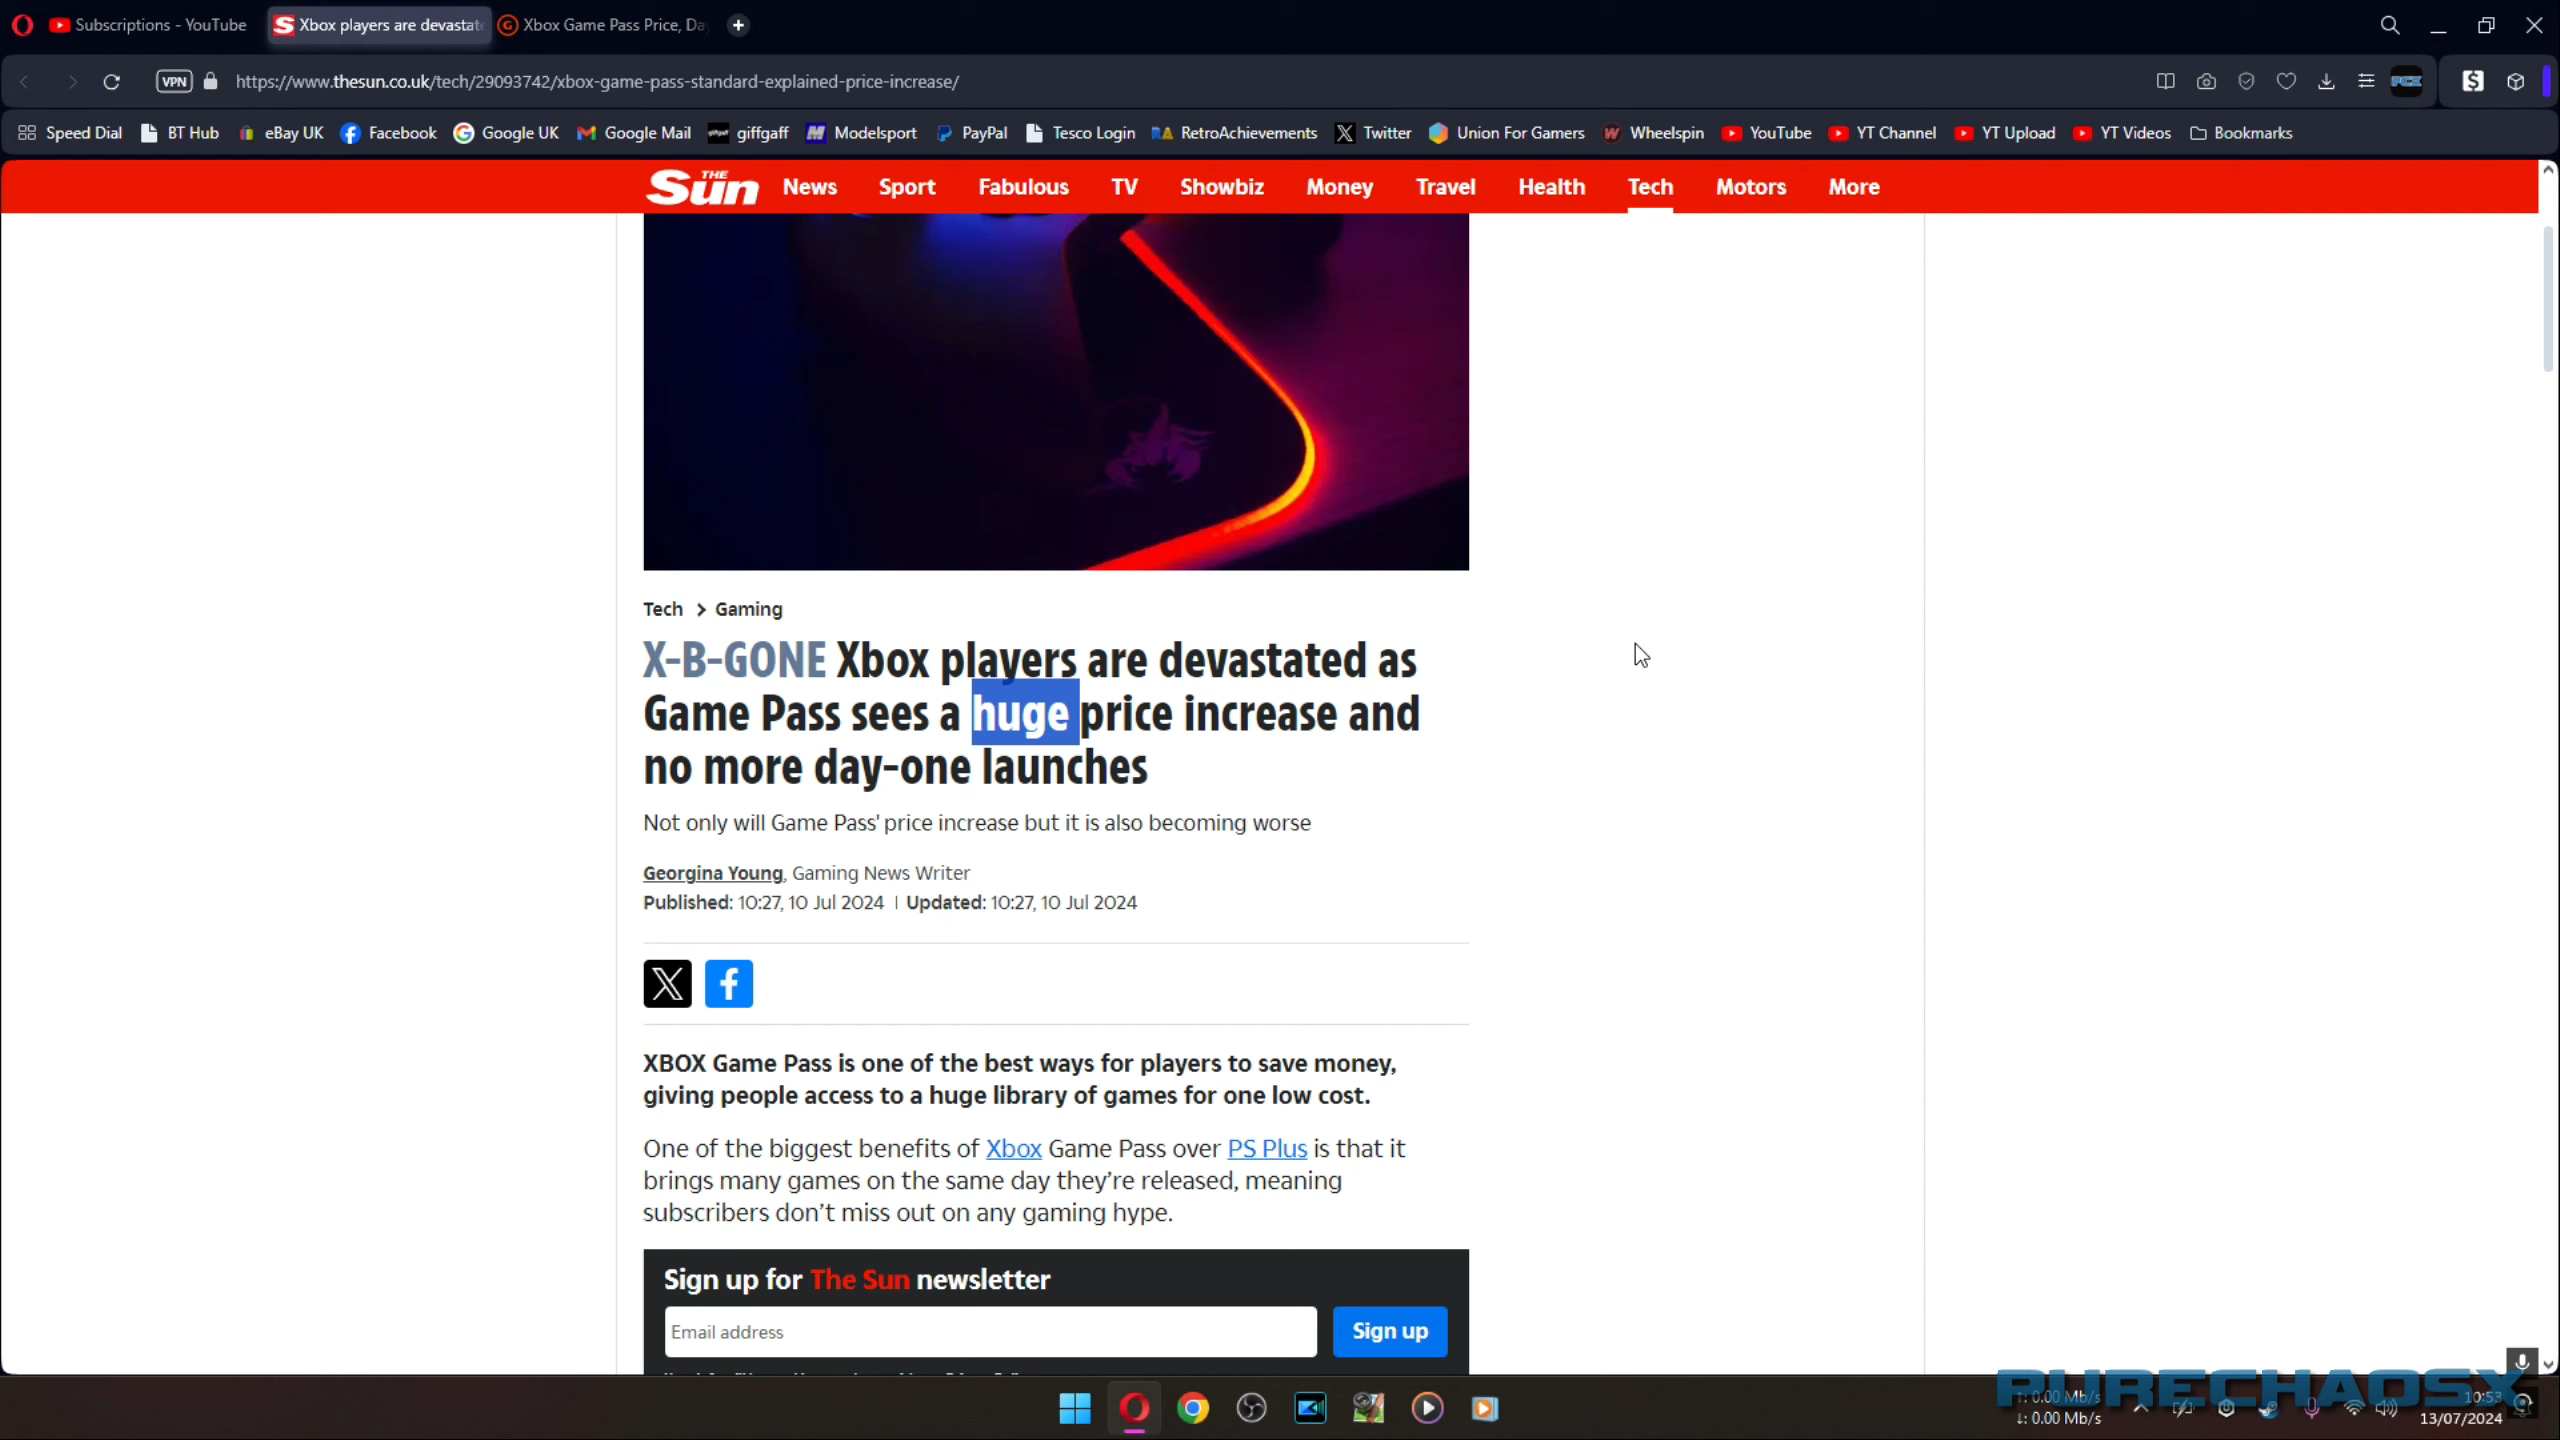 Subscriptions - YouTube
Xbox players are devastate
Xbox Game Pass Price, Da
VPN
https://www.thesun.co.uk/tech/29093742/xbox-game-pass-standard-explained-price-increase/
PCX
Speed Dial
BT Hub
eBay UK
Facebook
Google UK
Google Mail
giffgaff
Modelsport
PayPal
Tesco Login
RetroAchievements
Twitter
Union For Gamers
Wheelspin
YouTube
YT Channel
YT Upload
YT Videos
Bookmarks
THE Sun
News
Sport
Fabulous
TV
Showbiz
Money
Travel
Health
Tech
Motors
More
Tech > Gaming
X-B-GONE Xbox players are devastated as
Game Pass sees a huge price increase and
no more day-one launches
Not only will Game Pass' price increase but it is also becoming worse
Georgina Young, Gaming News Writer
Published: 10:27, 10 Jul 2024 | Updated: 10:27, 10 Jul 2024
XBOX Game Pass is one of the best ways for players to save money,
giving people access to a huge library of games for one low cost.
One of the biggest benefits of Xbox Game Pass over PS Plus is that it
brings many games on the same day they're released, meaning
subscribers don't miss out on any gaming hype.
Sign up for The Sun newsletter
Email address
Sign up
PURECHAOSX
↑: 0.00 Mb/s
↓: 0.00 Mb/s
10:53
13/07/2024